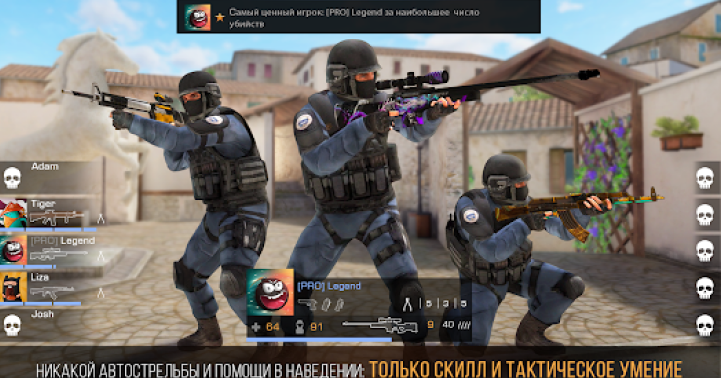 Самый ценный игрок: [PRO] Legend за наибольшее число
убийств
Adam
Tiger
[PRO] Legend
Liza
Josh
[PRO] Legend
| 5 | 3 | 5
64 91 9 40
НИКАКОЙ АВТОСТРЕЛЬБЫ И ПОМОЩИ В НАВЕДЕНИИ: ТОЛЬКО СКИЛЛ И ТАКТИЧЕСКОЕ УМЕНИЕ